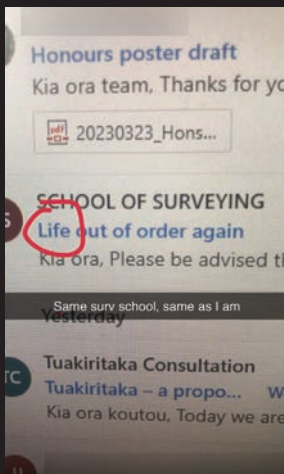 Honours poster draft
Kia ora team, Thanks for yo
pdf
20230323_Hons...
SCHOOL OF SURVEYING
S
Life out of order again
Kia ora, Please be advised th
Same surv school, same as I am
Yesterday
Tuakiritaka Consultation
TC
Tuakiritaka – a propo... W
Kia ora koutou, Today we are